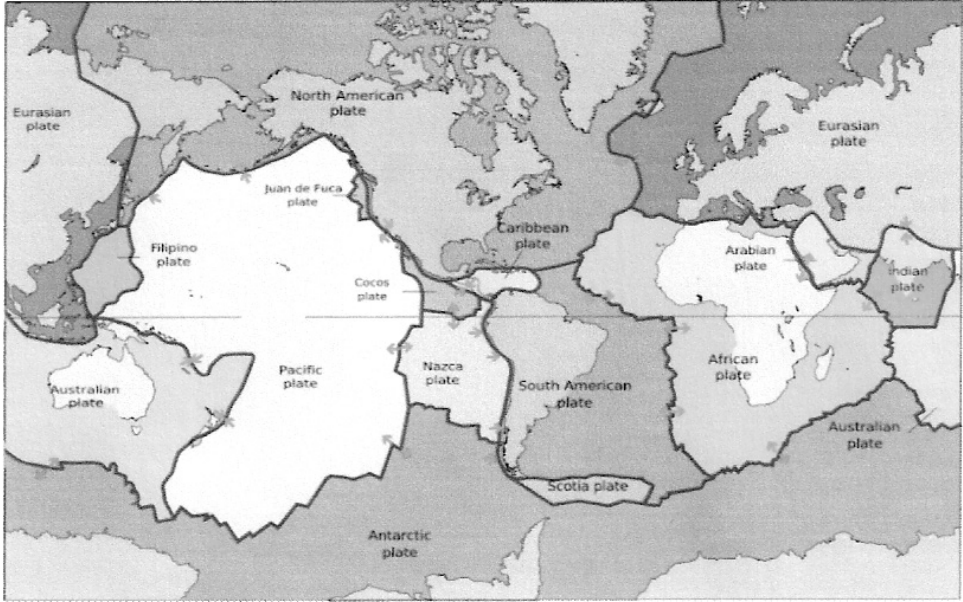 North American
plate
Eurasian
plate
Eurasian
plate
Juan de Fuca
plate
Caribbean
plate
Filipino
plate
Arabian
plate
Indian
plate
Cocos
plate
Nazca
plate
African
plate
Pacific
plate
South American
plate
Australian
plate
Australian
plate
Scotia plate
Antarctic
plate